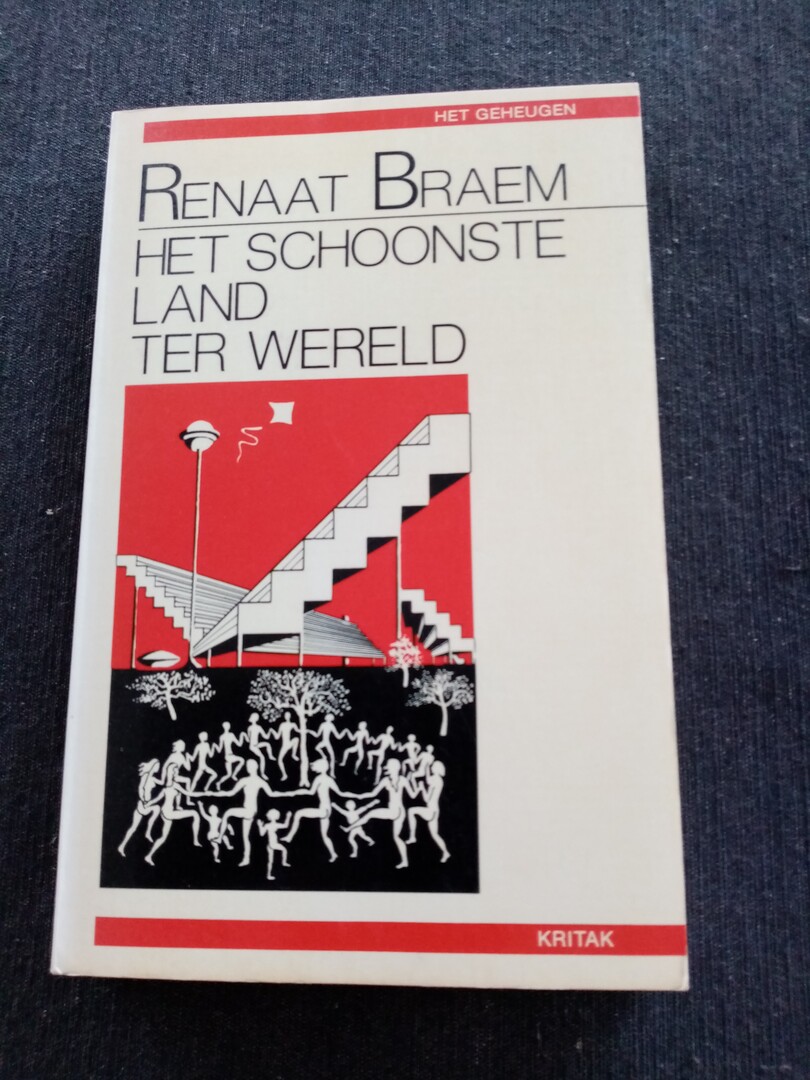 HET GEHEUGEN
RENAAT BRAEM
HET SCHOONSTE
LAND
TER WERELD
KRITAK